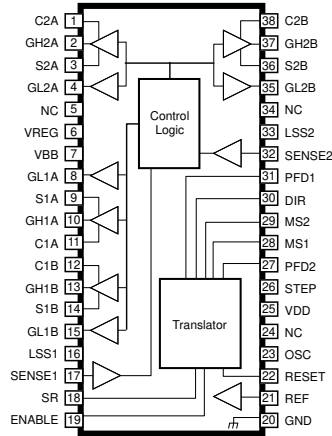 C2A 1
GH2A 2
S2A 3
GL2A 4
NC 5
VREG 6
VBB 7
GL1A 8
S1A 9
GH1A 10
C1A 11
C1B 12
GH1B 13
S1B 14
GL1B 15
LSS1 16
SENSE1 17
SR 18
ENABLE 19
Control
Logic
Translator
38 C2B
37 GH2B
36 S2B
35 GL2B
34 NC
33 LSS2
32 SENSE2
31 PFD1
30 DIR
29 MS2
28 MS1
27 PFD2
26 STEP
25 VDD
24 NC
23 OSC
22 RESET
21 REF
20 GND